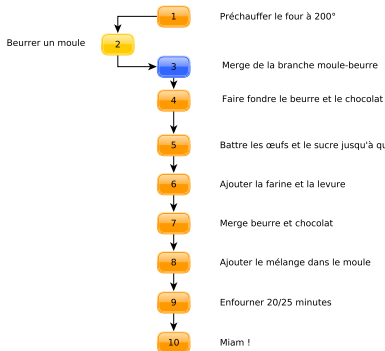 1 Préchauffer le four à 200°
Beurrer un moule 2
3 Merge de la branche moule-beurre
4 Faire fondre le beurre et le chocolat
5 Battre les œufs et le sucre jusqu'à
6 Ajouter la farine et la levure
7 Merge beurre et chocolat
8 Ajouter le mélange dans le moule
9 Enfourner 20/25 minutes
10 Miam !